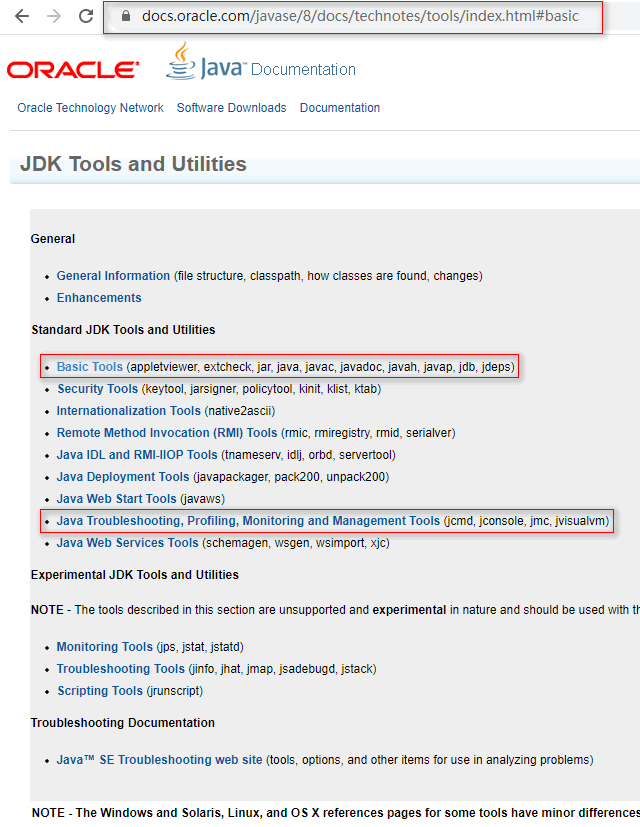 docs.oracle.com/javase/8/docs/technotes/tools/index.html#basic
ORACLE Java™ Documentation
Oracle Technology Network Software Downloads Documentation
JDK Tools and Utilities
General
• General Information (file structure, classpath, how classes are found, changes)
• Enhancements
Standard JDK Tools and Utilities
• Basic Tools (appletviewer, extcheck, jar, java, javac, javadoc, javah, javap, jdb, jdeps)
• Security Tools (keytool, jarsigner, policytool, kinit, klist, ktab)
• Internationalization Tools (native2ascii)
• Remote Method Invocation (RMI) Tools (rmic, rmiregistry, rmid, serialver)
• Java IDL and RMI-IIOP Tools (tnameserv, idlj, orbd, servertool)
• Java Deployment Tools (javapackager, pack200, unpack200)
• Java Web Start Tools (javaws)
• Java Troubleshooting, Profiling, Monitoring and Management Tools (jcmd, jconsole, jmc, jvisualvm)
• Java Web Services Tools (schemagen, wsgen, wsimport, xjc)
Experimental JDK Tools and Utilities
NOTE - The tools described in this section are unsupported and experimental in nature and should be used with th
• Monitoring Tools (jps, jstat, jstatd)
• Troubleshooting Tools (jinfo, jhat, jmap, jsadebugd, jstack)
• Scripting Tools (jrunscript)
Troubleshooting Documentation
• Java™ SE Troubleshooting web site (tools, options, and other items for use in analyzing problems)
NOTE - The Windows and Solaris, Linux, and OS X references pages for some tools have minor differences